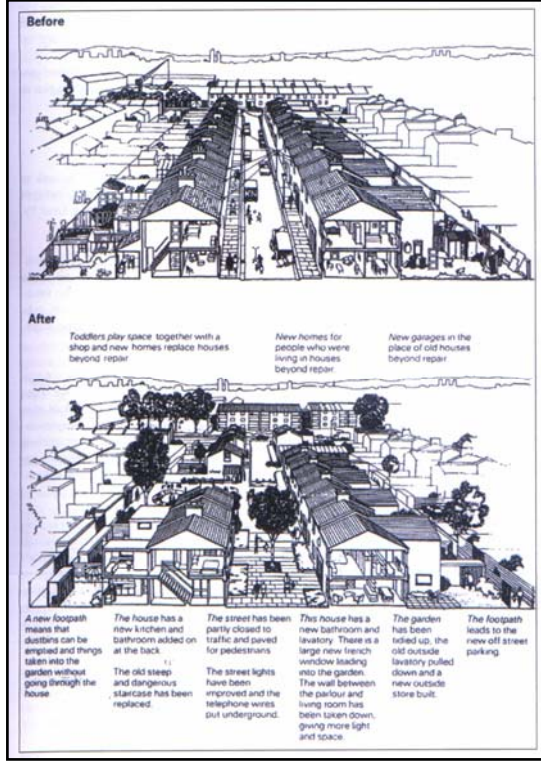 Before
After
Toddlers play space together with a
shop and new homes replace houses
beyond repair
New homes for
people who were
living in houses
beyond repair
New garages in the
place of old houses
beyond repair
A new footpath
means that
dustbins can be
emptied and things
taken into the
garden without
going through the
house
The house has a
new kitchen and
bathroom added on
at the back
The old steep
and dangerous
staircase has been
replaced.
The street has been
partly closed to
traffic and paved
for pedestrians
The street lights
have been
improved and the
telephone wires
put underground.
This house has a
new bathroom and
lavatory. There is a
large new french
window leading
into the garden.
The wall between
the parlour and
living room has
been taken down,
giving more light
and space.
The garden
has been
tidied up, the
old outside
lavatory pulled
down and a
new outside
store built.
The footpath
leads to the
new off street
parking.